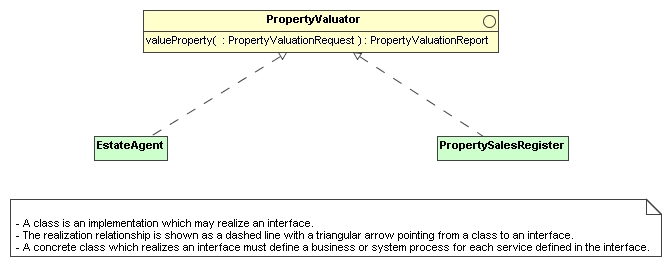 PropertyValuator
valueProperty( : PropertyValuationRequest ) : PropertyValuationReport
EstateAgent
PropertySalesRegister
- A class is an implementation which may realize an interface.
- The realization relationship is shown as a dashed line with a triangular arrow pointing from a class to an interface.
- A concrete class which realizes an interface must define a business or system process for each service defined in the interface.